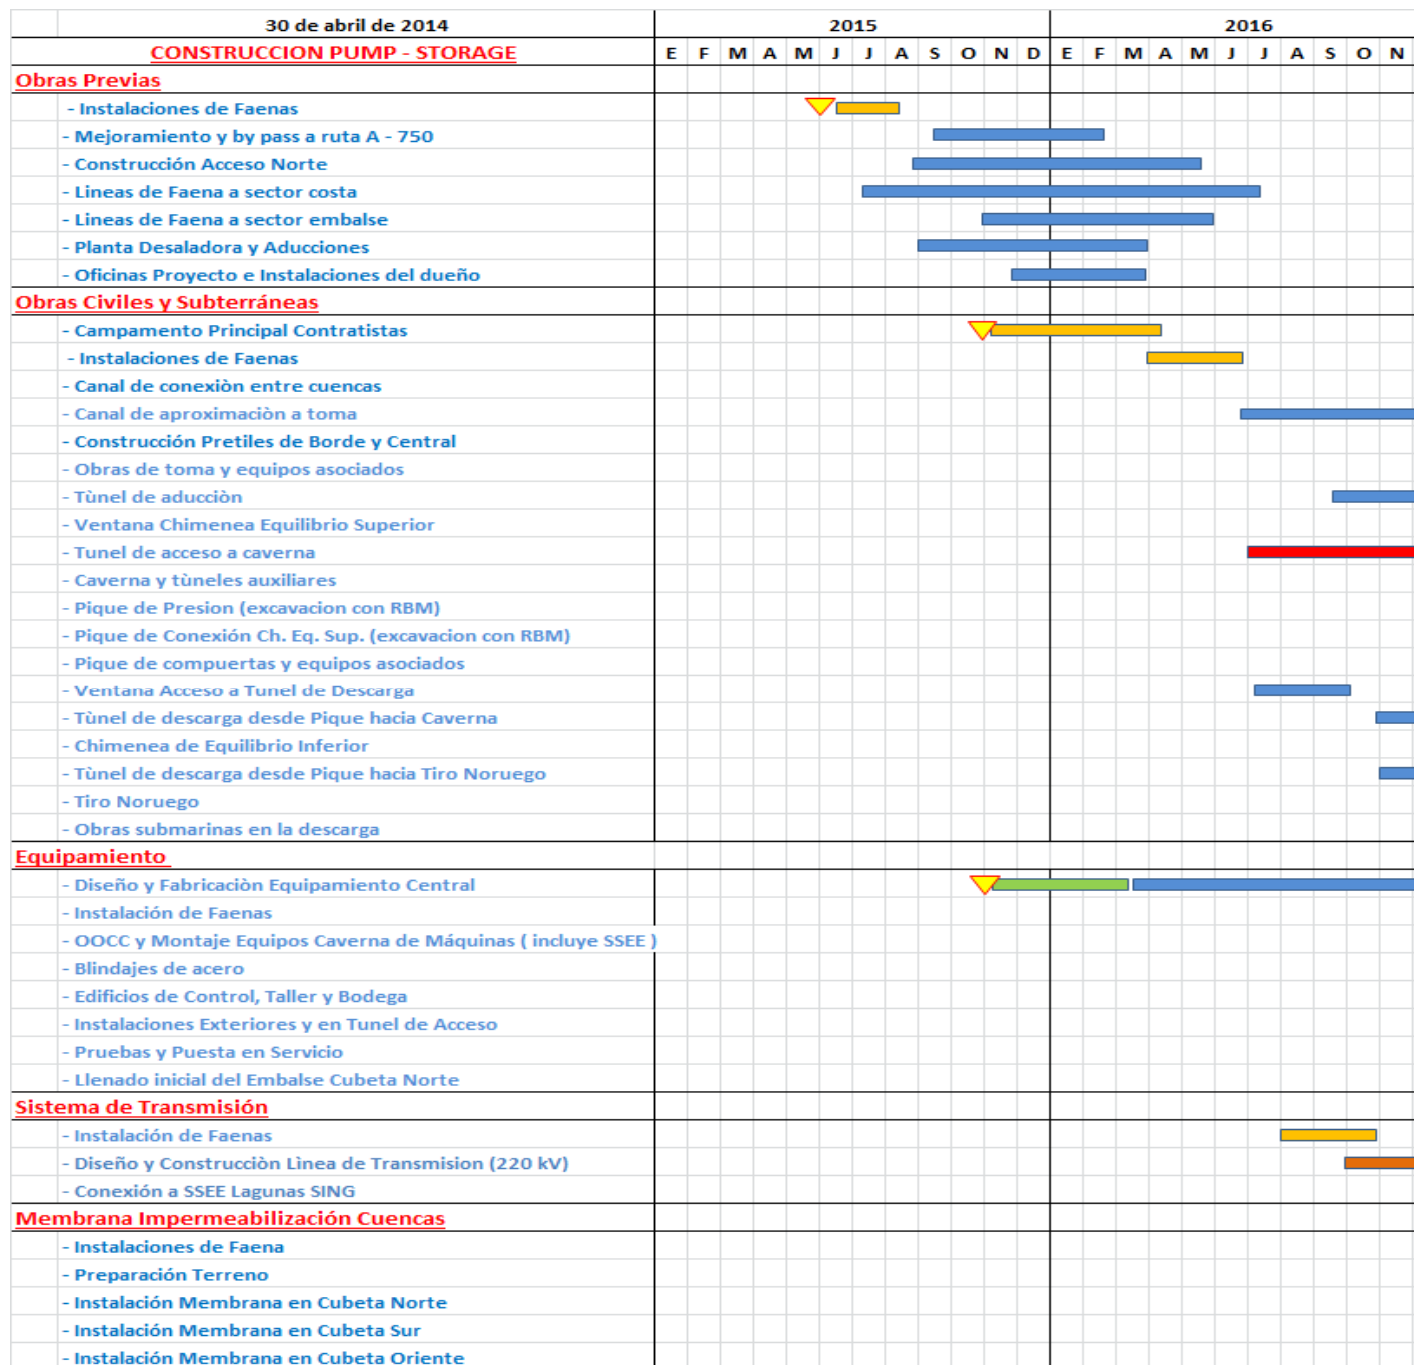 30 de abril de 2014 2015 2016
CONSTRUCCION PUMP - STORAGE E F M A M J J A S O N D E F M A M J J A S O N
Obras Previas
- Instalaciones de Faenas
- Mejoramiento y by pass a ruta A - 750
- Construcción Acceso Norte
- Lineas de Faena a sector costa
- Lineas de Faena a sector embalse
- Planta Desaladora y Aducciones
- Oficinas Proyecto e Instalaciones del dueño
Obras Civiles y Subterráneas
- Campamento Principal Contratistas
- Instalaciones de Faenas
- Canal de conexiòn entre cuencas
- Canal de aproximaciòn a toma
- Construcción Pretiles de Borde y Central
- Obras de toma y equipos asociados
- Tùnel de aducciòn
- Ventana Chimenea Equilibrio Superior
- Tunel de acceso a caverna
- Caverna y tùneles auxiliares
- Pique de Presion (excavacion con RBM)
- Pique de Conexión Ch. Eq. Sup. (excavacion con RBM)
- Pique de compuertas y equipos asociados
- Ventana Acceso a Tunel de Descarga
- Tùnel de descarga desde Pique hacia Caverna
- Chimenea de Equilibrio Inferior
- Tùnel de descarga desde Pique hacia Tiro Noruego
- Tiro Noruego
- Obras submarinas en la descarga
Equipamiento
- Diseño y Fabricaciòn Equipamiento Central
- Instalación de Faenas
- OOCC y Montaje Equipos Caverna de Máquinas ( incluye SSEE )
- Blindajes de acero
- Edificios de Control, Taller y Bodega
- Instalaciones Exteriores y en Tunel de Acceso
- Pruebas y Puesta en Servicio
- Llenado inicial del Embalse Cubeta Norte
Sistema de Transmisión
- Instalación de Faenas
- Diseño y Construcciòn Lìnea de Transmision (220 kV)
- Conexión a SSEE Lagunas SING
Membrana Impermeabilización Cuencas
- Instalaciones de Faena
- Preparación Terreno
- Instalación Membrana en Cubeta Norte
- Instalación Membrana en Cubeta Sur
- Instalación Membrana en Cubeta Oriente